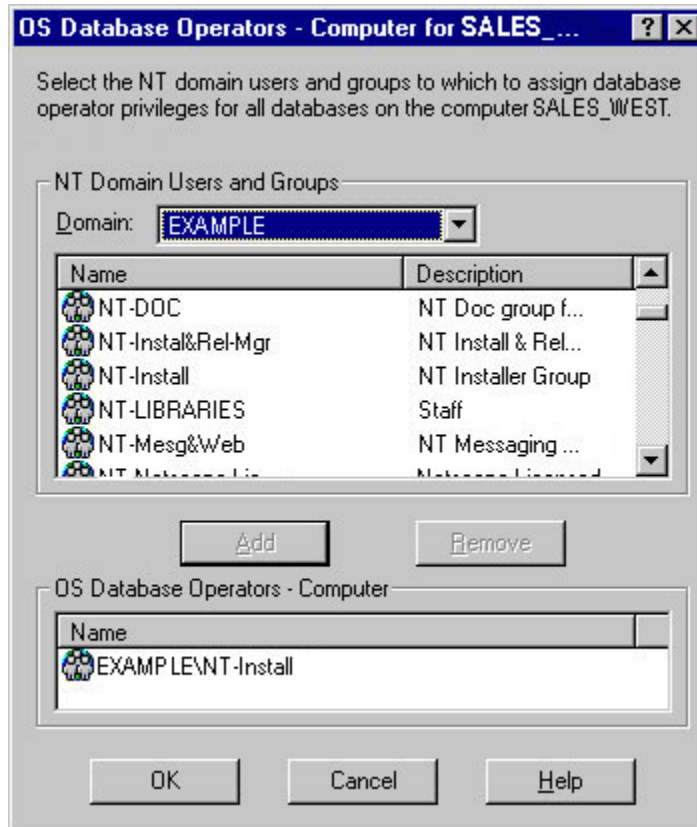 OS Database Operators - Computer for SALES_...
Select the NT domain users and groups to which to assign database
operator privileges for all databases on the computer SALES_WEST.
NT Domain Users and Groups
Domain: EXAMPLE
Name Description
NT-DOC NT Doc group f...
NT-Instal&Rel-Mgr NT Install & Rel...
NT-Install NT Installer Group
NT-LIBRARIES Staff
NT-Mesg&Web NT Messaging ...
Add Remove
OS Database Operators - Computer
Name
EXAMPLE\NT-Install
OK Cancel Help